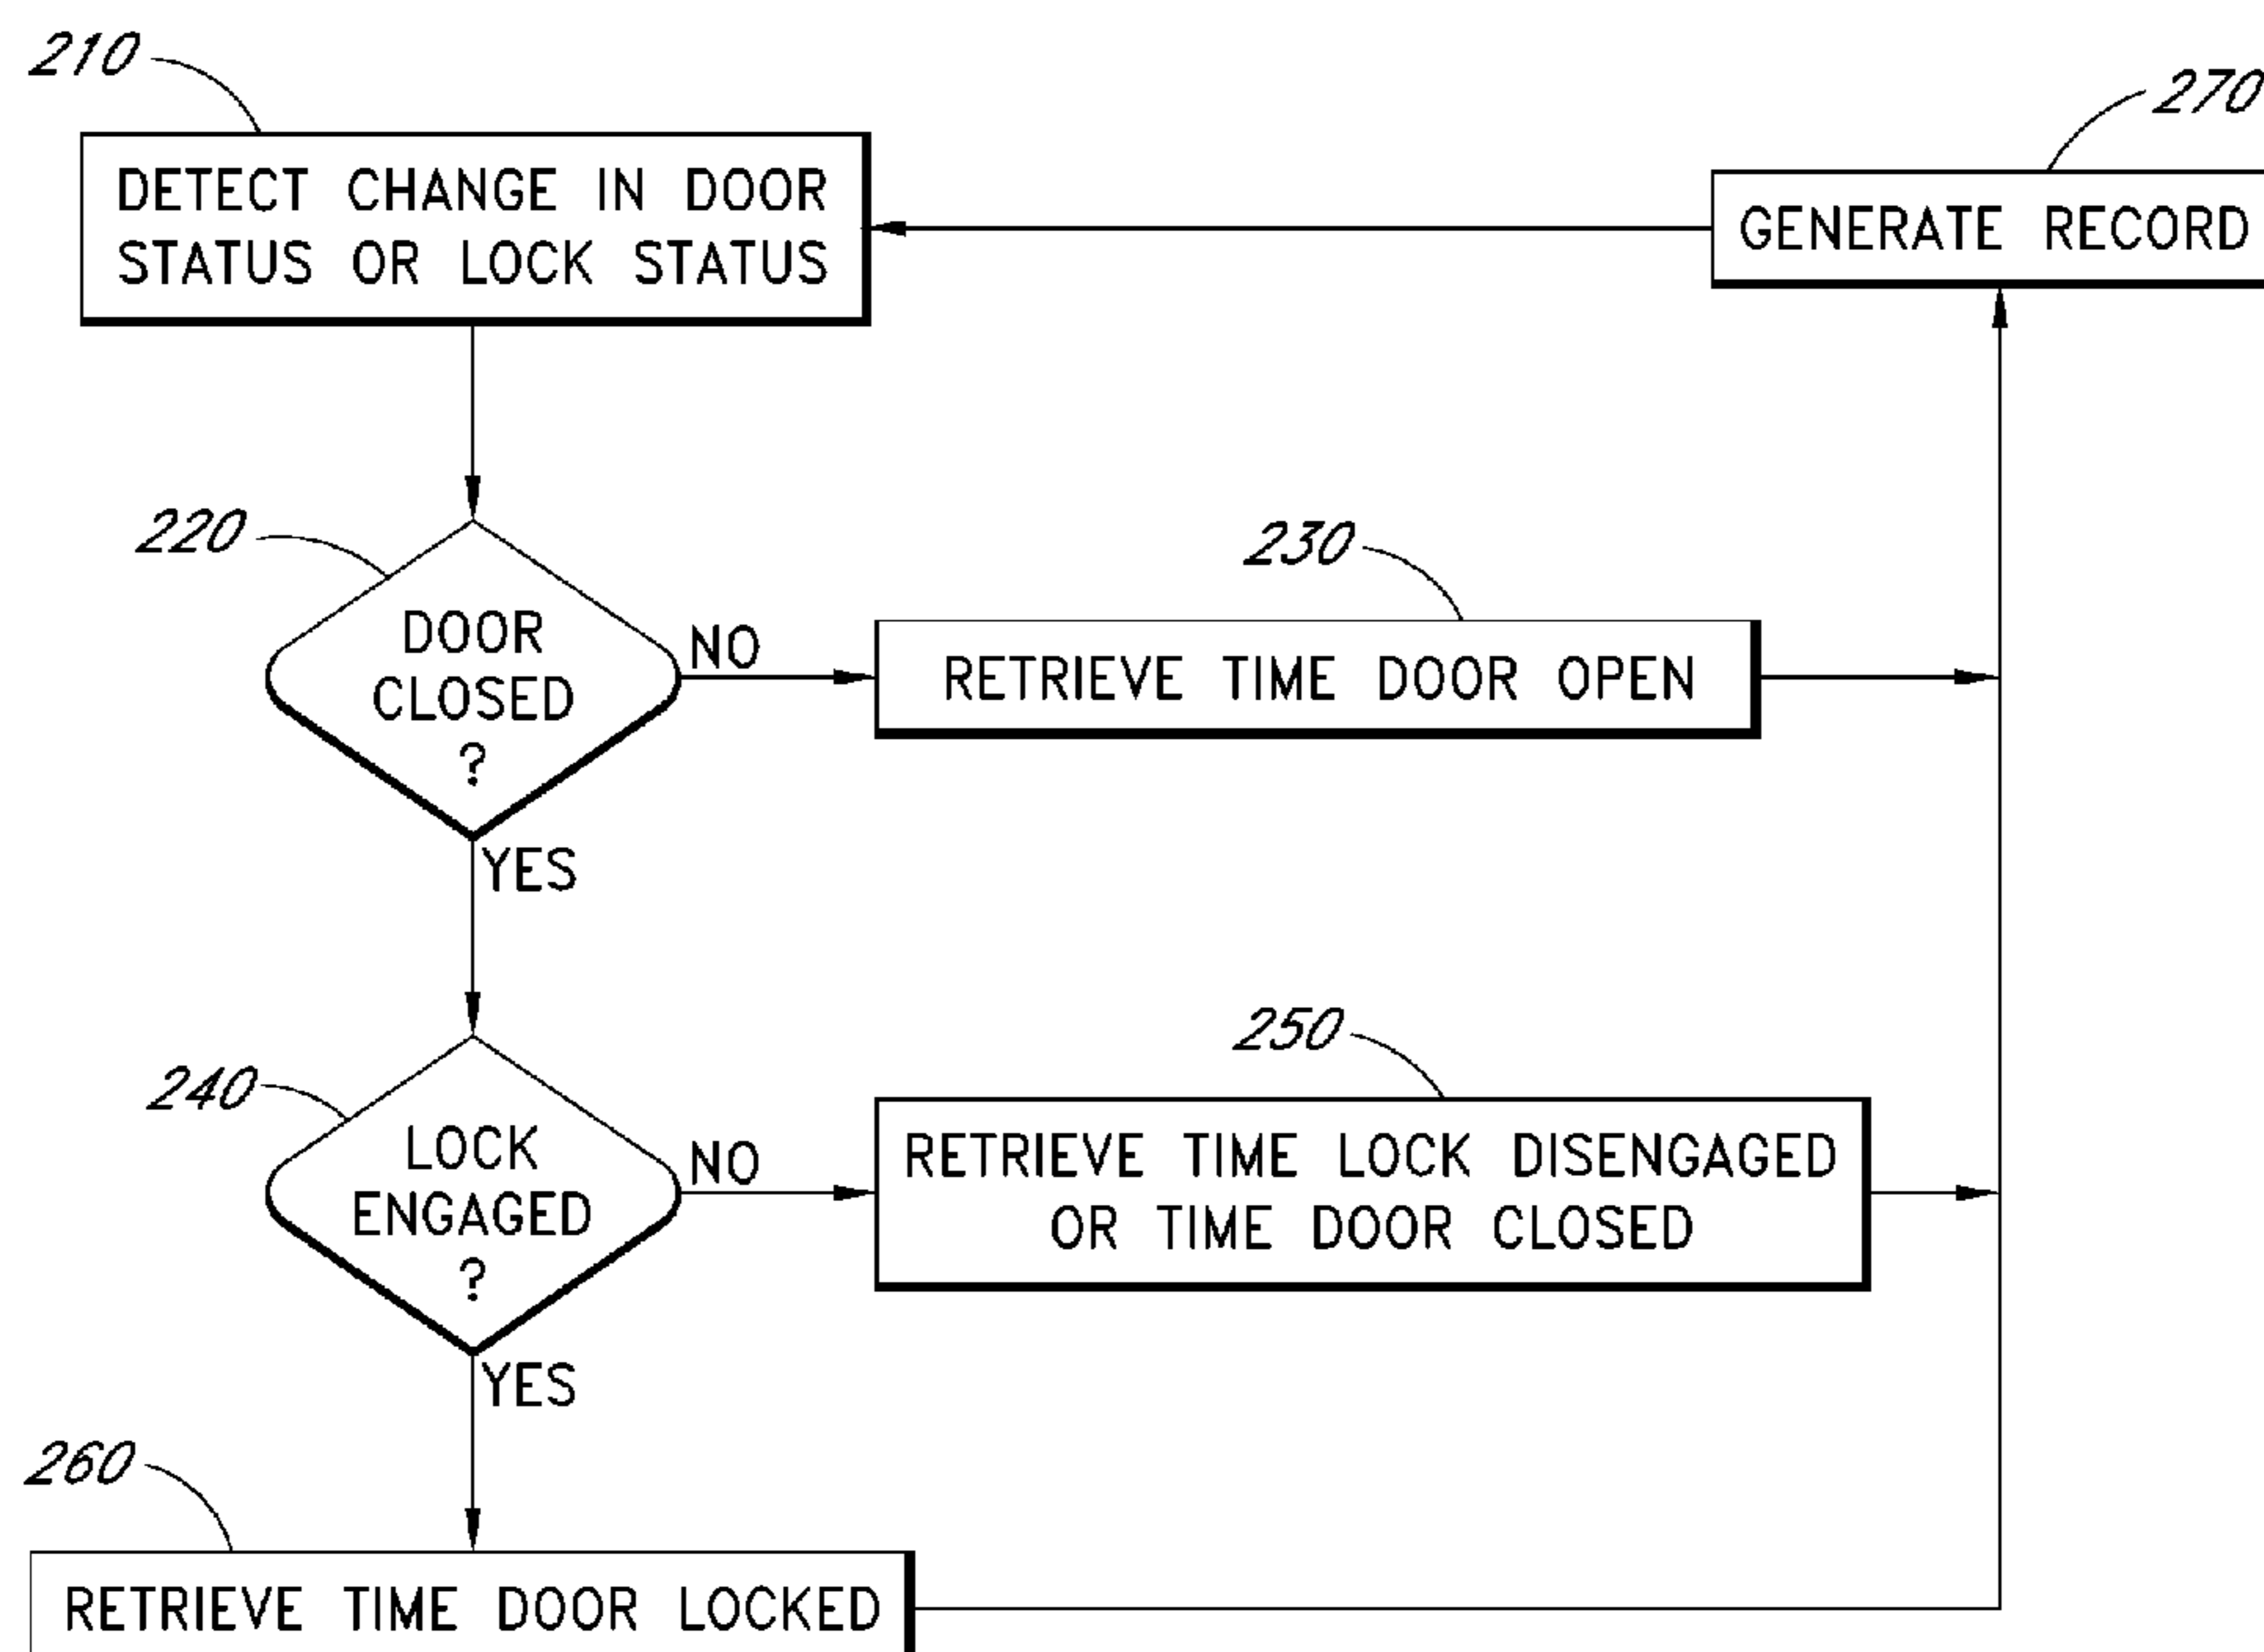 210
270
DETECT CHANGE IN DOOR
STATUS OR LOCK STATUS
GENERATE RECORD
220
230
DOOR
CLOSED
?
NO
RETRIEVE TIME DOOR OPEN
YES
240
250
LOCK
ENGAGED
?
NO
RETRIEVE TIME LOCK DISENGAGED
OR TIME DOOR CLOSED
YES
260
RETRIEVE TIME DOOR LOCKED